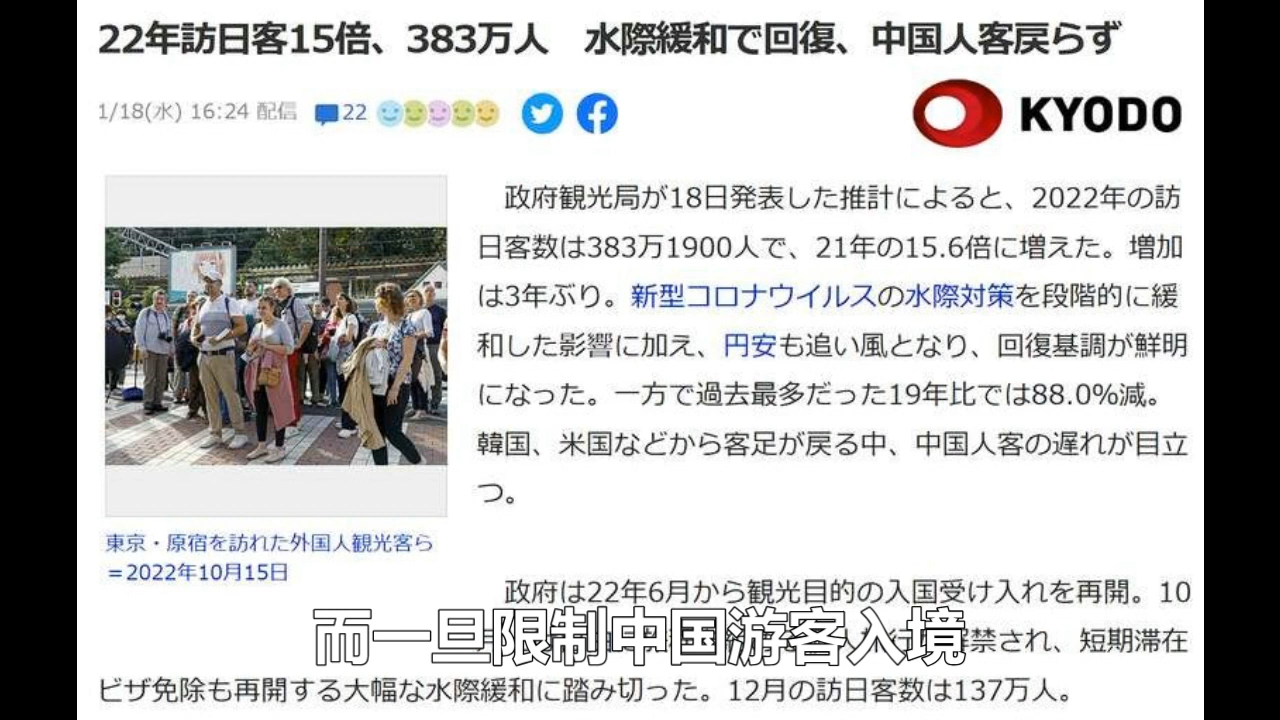 22年訪日客15倍、383万人　水際緩和で回復、中国人客戻らず
1/18(水) 16:24 配信
22
KYODO
政府観光局が18日発表した推計によると、2022年の訪
日客数は383万1900人で、21年の15.6倍に増えた。増加
は3年ぶり。新型コロナウイルスの水際対策を段階的に緩
和した影響に加え、円安も追い風となり、回復基調が鮮明
になった。一方で過去最多だった19年比では88.0%減。
韓国、米国などから客足が戻る中、中国人客の遅れが目立
つ。
東京・原宿を訪れた外国人観光客ら
＝2022年10月15日
政府は22年6月から観光目的の入国受け入れを再開。10
解禁され、短期滞在
而一旦限制中国游客入境
ビザ免除も再開する大幅な水際緩和に踏み切った。12月の訪日客数は137万人。